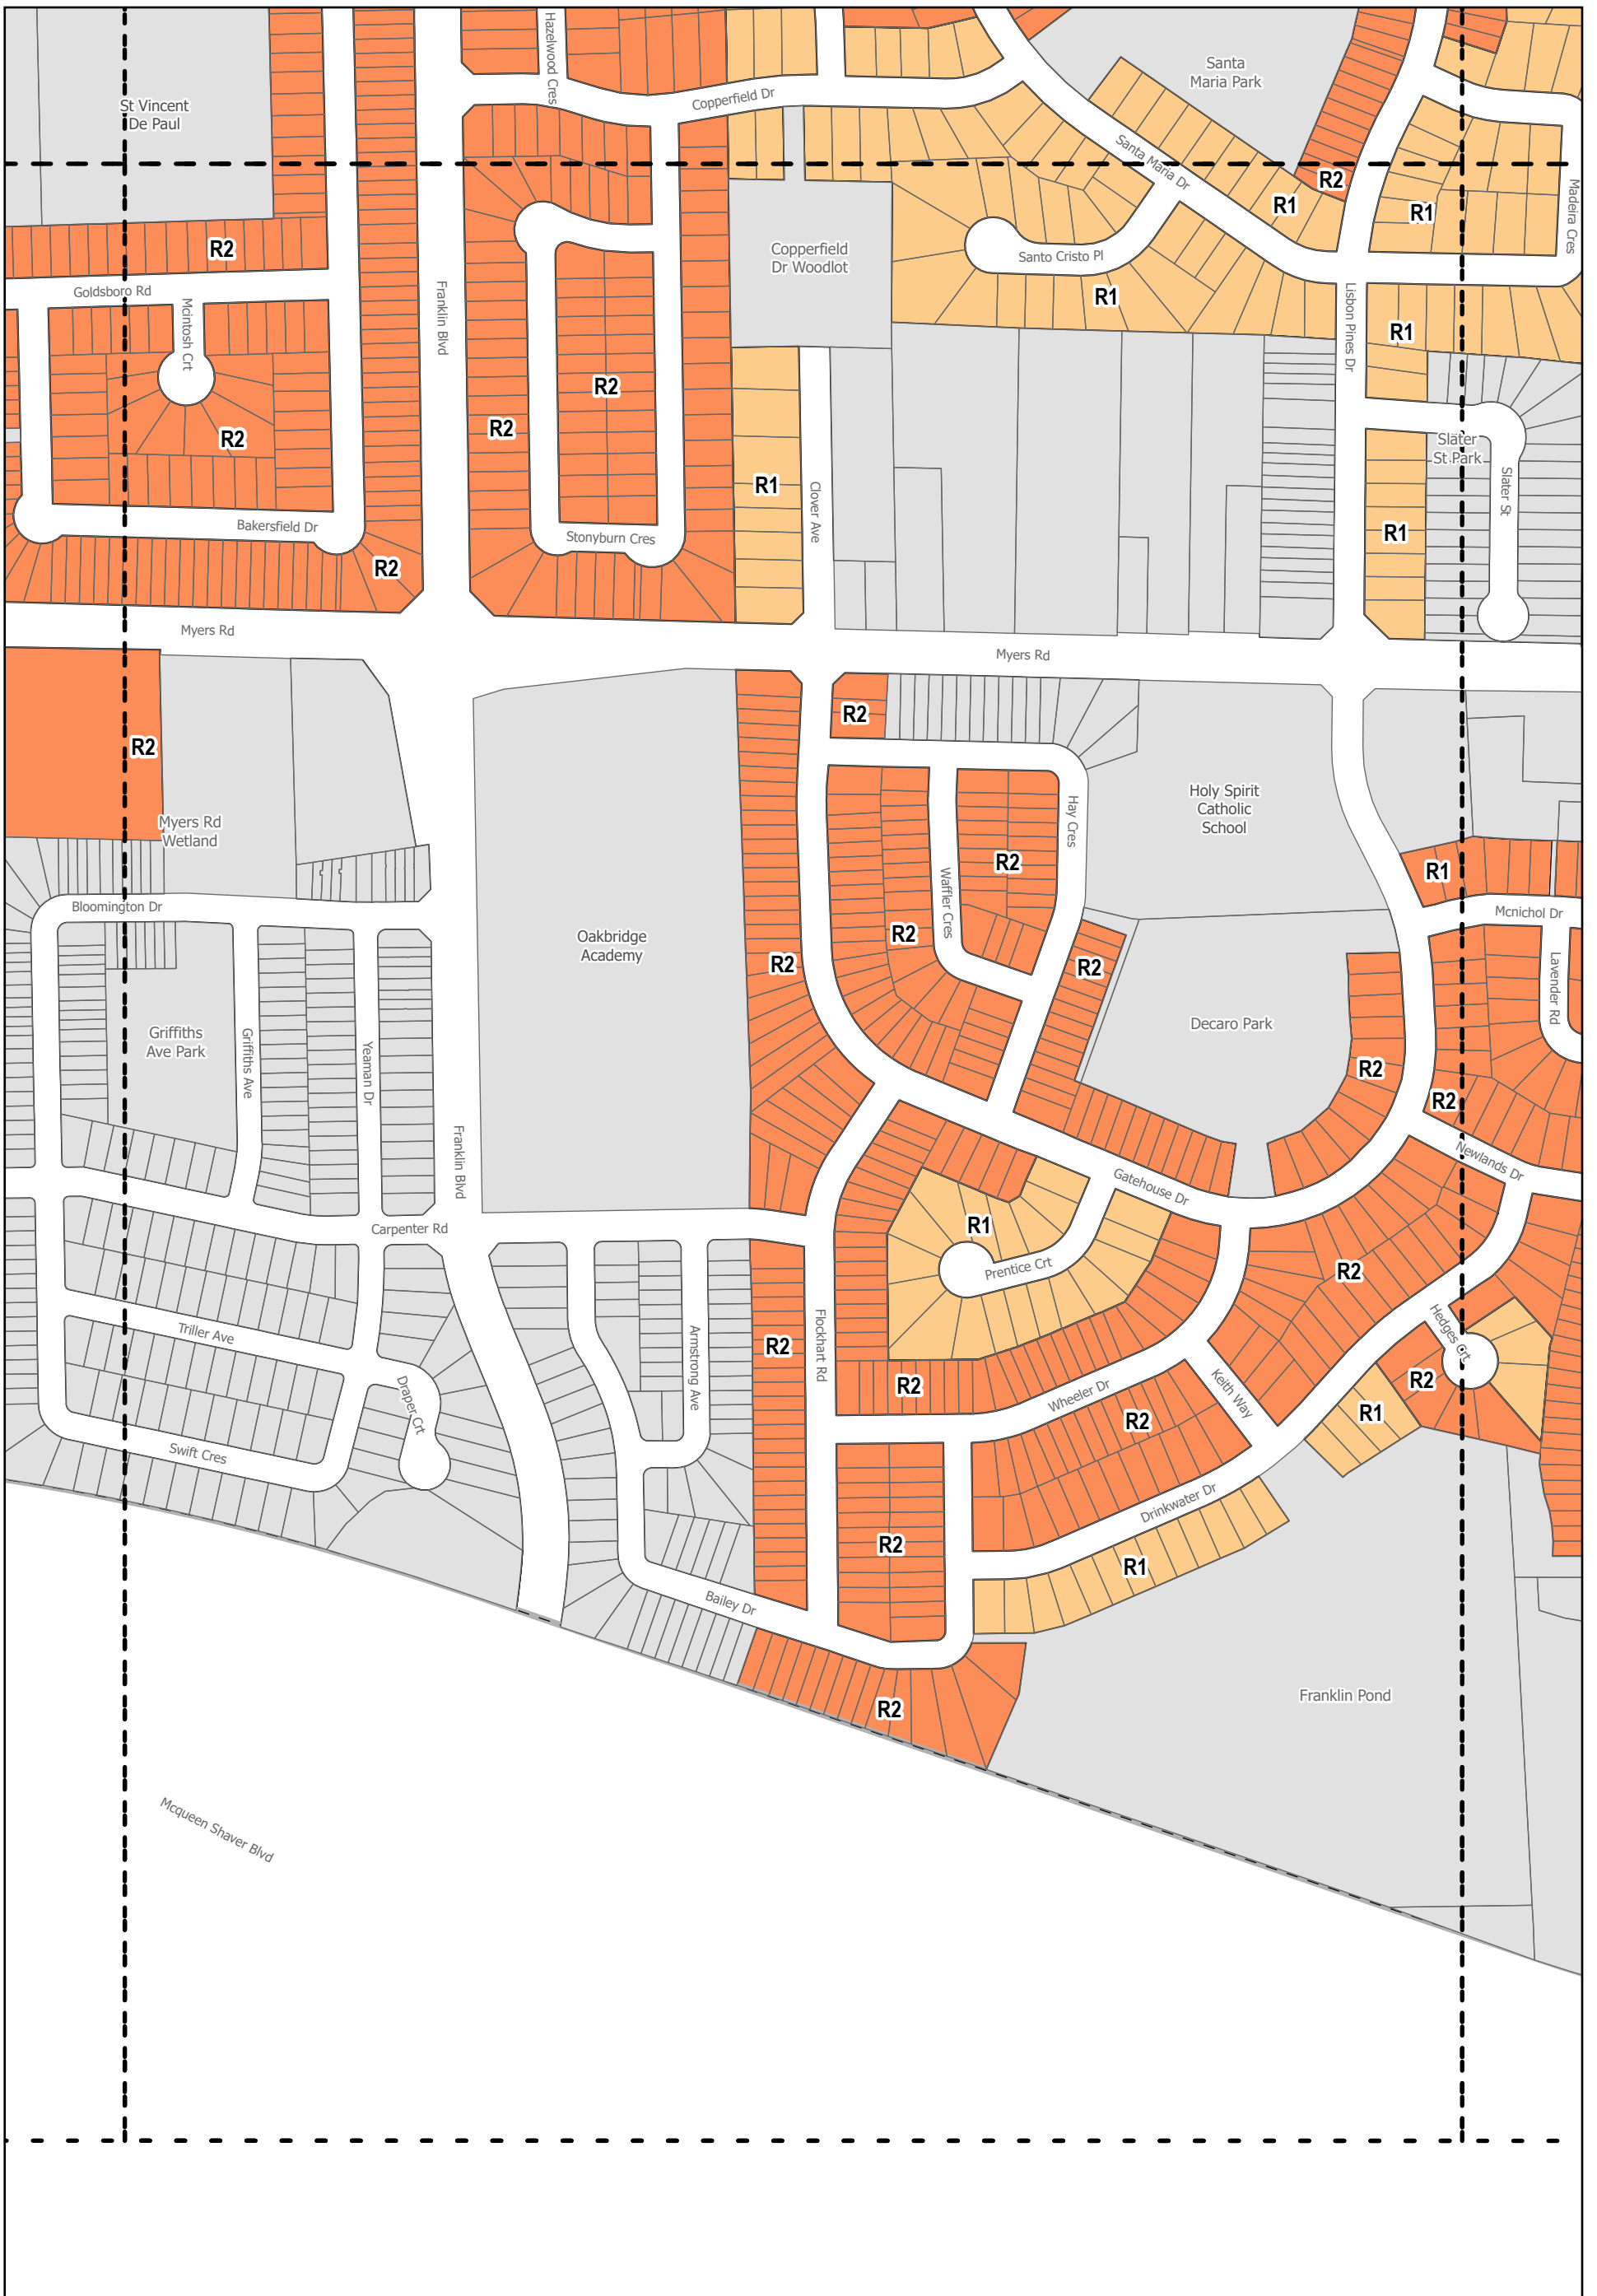 Hazelwood Cres
Copperfield Dr
Santa
Maria Park
St Vincent
De Paul
Santa Maria Dr
R2
R1
R1
Madeira Cres
R2
Copperfield
Dr Woodlot
Santo Cristo Pl
Goldsboro Rd
R1
Mcintosh Crt
Franklin Blvd
Lisbon Pines Dr
R1
R2
R2
R2
R1
Slater
St Park
Slater St
Clover Ave
Bakersfield Dr
Stonyburn Cres
R1
R2
Myers Rd
Myers Rd
R2
R2
Myers Rd
Wetland
Holy Spirit
Catholic
School
Hay Cres
R2
R1
Waffler Cres
Bloomington Dr
Mcnichol Dr
Oakbridge
Academy
R2
R2
R2
Lavender Rd
Griffiths
Ave Park
Griffiths Ave
Yeaman Dr
Decaro Park
R2
R2
Franklin Blvd
Newlands Dr
Gatehouse Dr
Carpenter Rd
R1
Prentice Crt
R2
Triller Ave
Armstrong Ave
R2
Flockhart Rd
Hedges Crt
R2
R2
Draper Crt
Wheeler Dr
Keith Way
R2
R1
Swift Cres
Drinkwater Dr
R2
R1
Bailey Dr
Franklin Pond
R2
Mcqueen Shaver Blvd